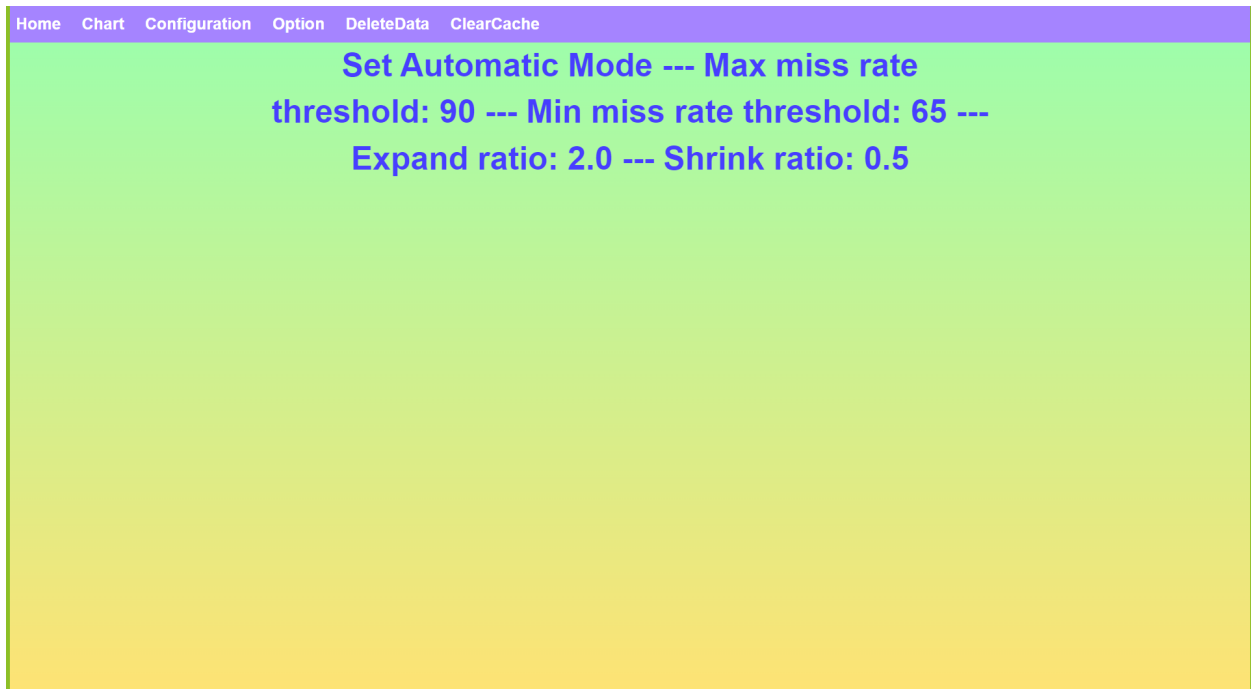 Home Chart Configuration Option DeleteData ClearCache
Set Automatic Mode --- Max miss rate
threshold: 90 --- Min miss rate threshold: 65 ---
Expand ratio: 2.0 --- Shrink ratio: 0.5